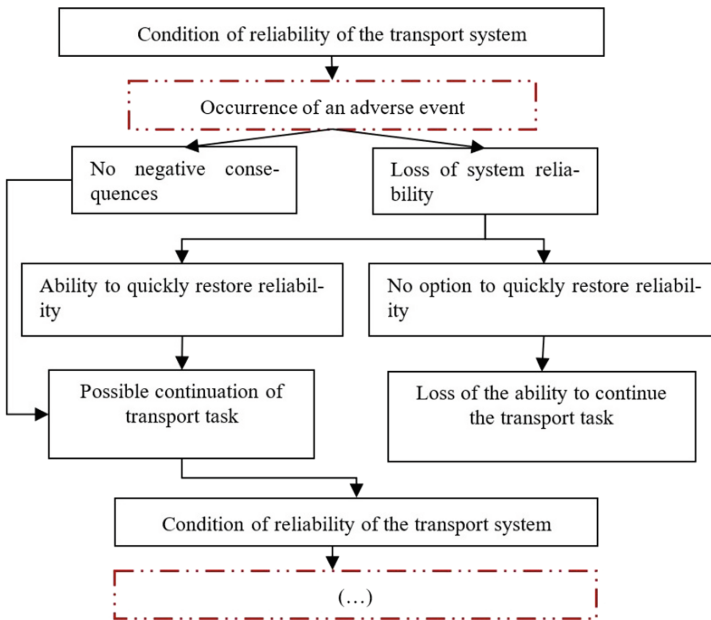 Condition of reliability of the transport system
Occurrence of an adverse event
No negative conse-
quences
Loss of system relia-
bility
Ability to quickly restore reliabil-
ity
No option to quickly restore reliabil-
ity
Possible continuation of
transport task
Loss of the ability to continue
the transport task
Condition of reliability of the transport system
(…)